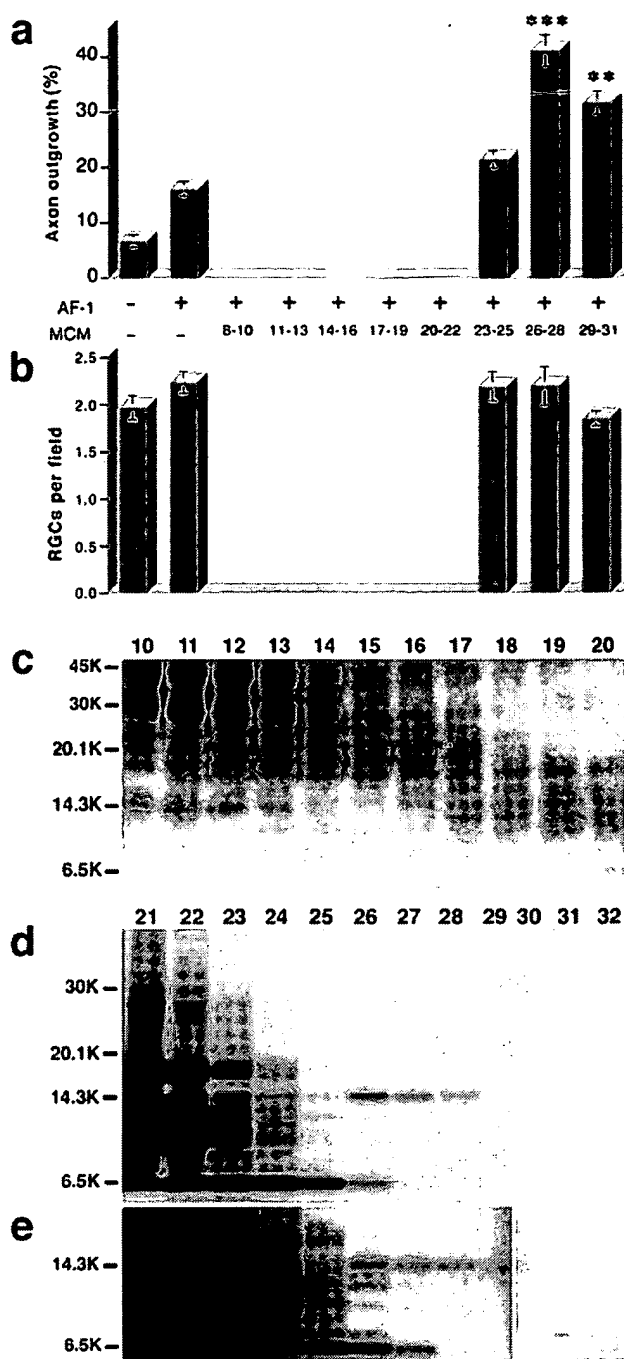 a
Axon outgrowth (%)
40
30
20
10
0
*** **
AF-1 - + + + + + + + + +
MCM - - 8-10 11-13 14-16 17-19 20-22 23-25 26-28 29-31
b
RGCs per field
2.5
2.0
1.5
1.0
0.5
0.0
c
10 11 12 13 14 15 16 17 18 19 20
45K
30K
20.1K
14.3K
6.5K
d
21 22 23 24 25 26 27 28 29 30 31 32
30K
20.1K
14.3K
6.5K
e
14.3K
6.5K